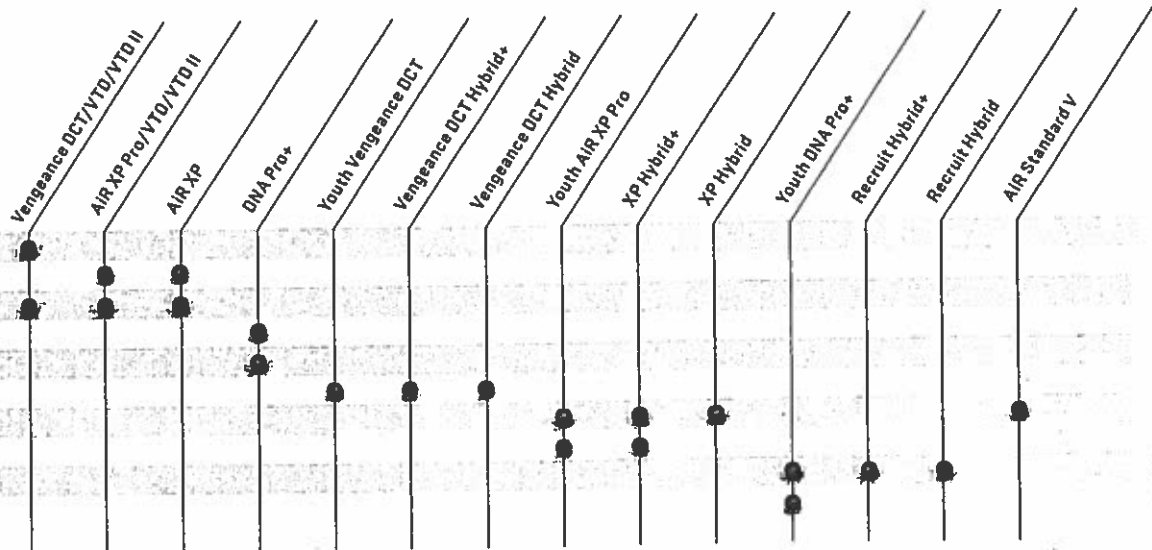 Vengeance DCT/VTD/VTD II
AiR XP Pro/VTD/VTD II
AiR XP
DNA Pro+
Youth Vengeance DCT
Vengeance DCT Hybrid+
Vengeance DCT Hybrid
Youth AiR XP Pro
XP Hybrid+
XP Hybrid
Youth DNA Pro+
Recruit Hybrid+
Recruit Hybrid
AiR Standard V